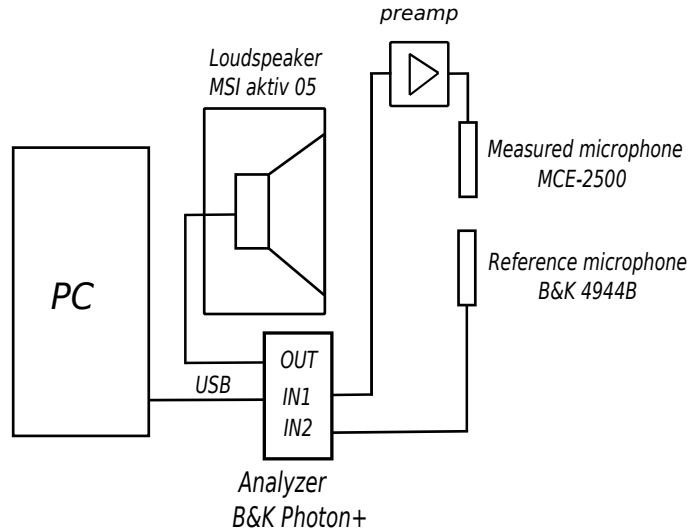 preamp
Loudspeaker
MSI aktiv 05
Measured microphone
MCE-2500
Reference microphone
B&K 4944B
PC
USB
OUT
IN1
IN2
Analyzer
B&K Photon+